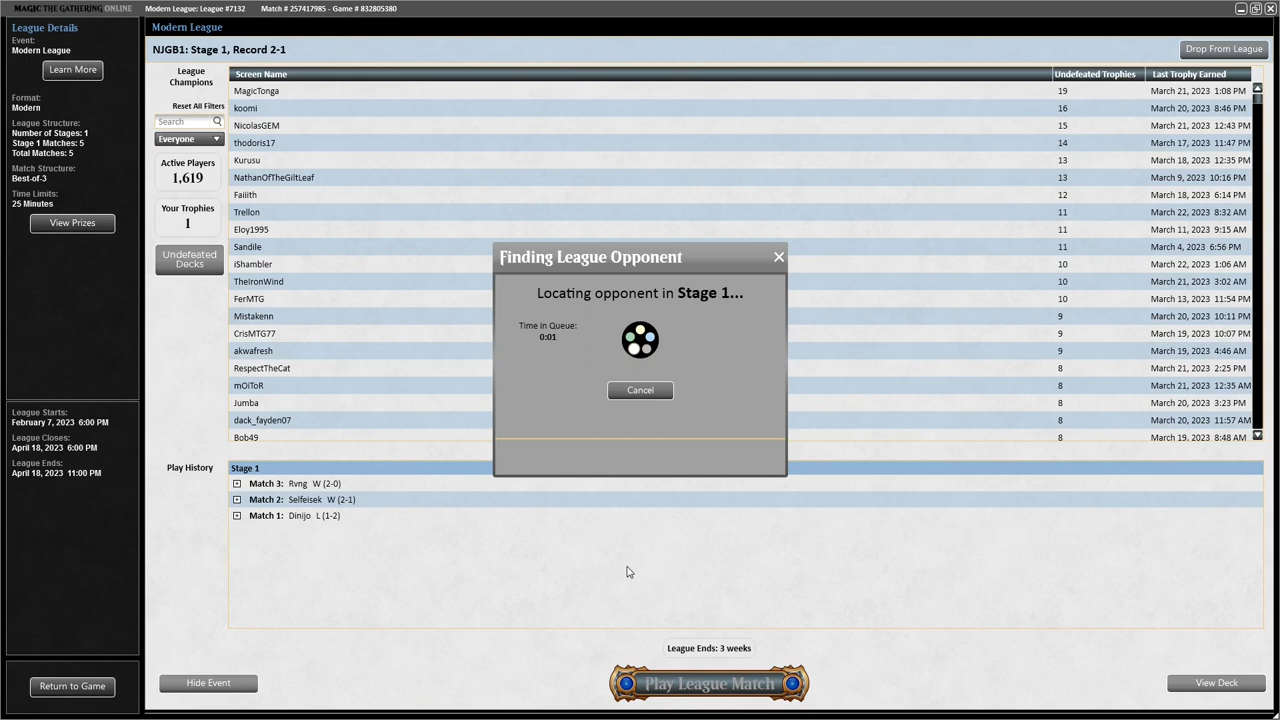 MAGIC THE GATHERING ONLINE
Modern League: League #7132
Match # 257417985 - Game # 832805380
League Details
Event:
Modern League
Learn More
Format:
Modern
League Structure:
Number of Stages: 1
Stage 1 Matches: 5
Total Matches: 5
Match Structure:
Best-of-3
Time Limits:
25 Minutes
View Prizes
League Starts:
February 7, 2023 6:00 PM
League Closes:
April 18, 2023 6:00 PM
League Ends:
April 18, 2023 11:00 PM
Return to Game
Modern League
NJGB1: Stage 1, Record 2-1
Drop From League
League
Champions
Reset All Filters
Search
Everyone
Active Players
1,619
Your Trophies
1
Undefeated
Decks
Screen Name Undefeated Trophies Last Trophy Earned
MagicTonga 19 March 21, 2023 1:08 PM
koomi 16 March 20, 2023 8:46 PM
NicolasGEM 15 March 21, 2023 12:43 PM
thodoris17 14 March 17, 2023 11:47 PM
Kurusu 13 March 18, 2023 12:35 PM
NathanOfTheGiltLeaf 13 March 9, 2023 10:16 PM
Faiiith 12 March 18, 2023 6:14 PM
Trellon 11 March 22, 2023 8:32 AM
Eloy1995 11 March 11, 2023 9:15 AM
Sandile 11 March 4, 2023 6:56 PM
iShambler 10 March 22, 2023 1:06 AM
TheIronWind 10 March 21, 2023 3:02 AM
FerMTG 10 March 13, 2023 11:54 PM
Mistakenn 9 March 20, 2023 10:11 PM
CrisMTG77 9 March 19, 2023 10:07 PM
akwafresh 9 March 19, 2023 4:46 AM
RespectTheCat 8 March 21, 2023 2:25 PM
mOiToR 8 March 21, 2023 12:35 AM
Jumba 8 March 20, 2023 3:23 PM
dack_fayden07 8 March 20, 2023 11:57 AM
Bob49 8 March 19, 2023 8:48 AM
Finding League Opponent
Locating opponent in Stage 1...
Time in Queue:
0:01
Cancel
Play History
Stage 1
Match 3: Rvng W (2-0)
Match 2: Selfeisek W (2-1)
Match 1: Dinijo L (1-2)
League Ends: 3 weeks
Hide Event
Play League Match
View Deck